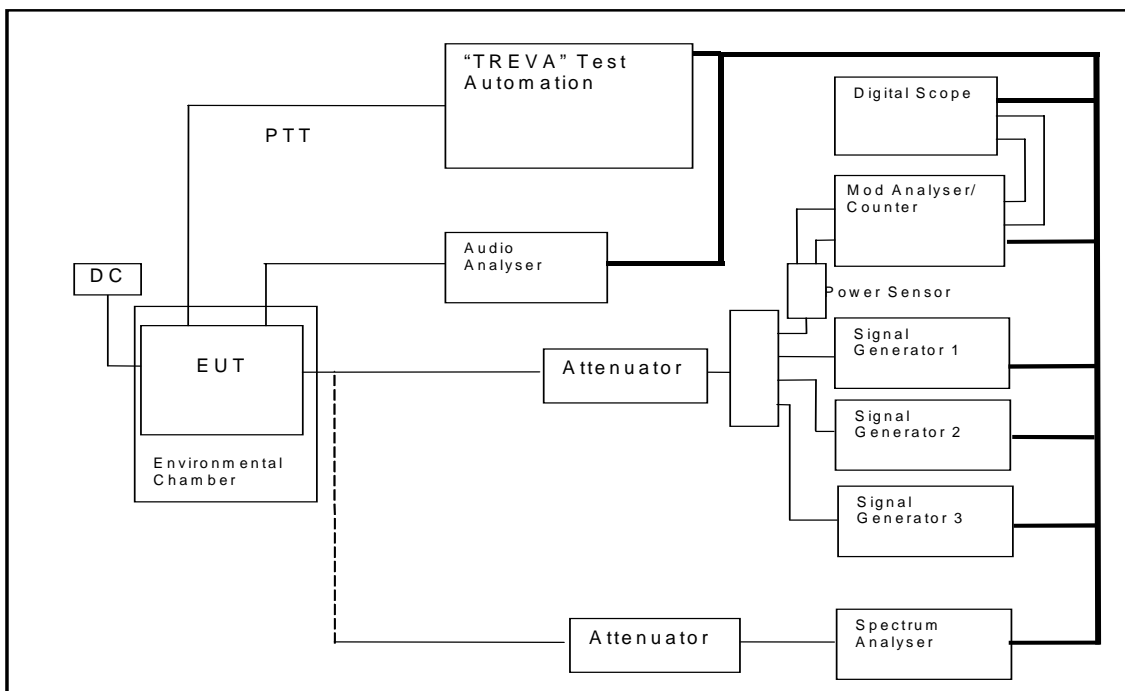 “TREVA” Test
Automation
Digital Scope
PTT
Mod Analyser/
Counter
Audio
Analyser
DC
Power Sensor
Signal
Generator 1
EUT
Attenuator
Signal
Generator 2
Environmental
Chamber
Signal
Generator 3
Attenuator
Spectrum
Analyser